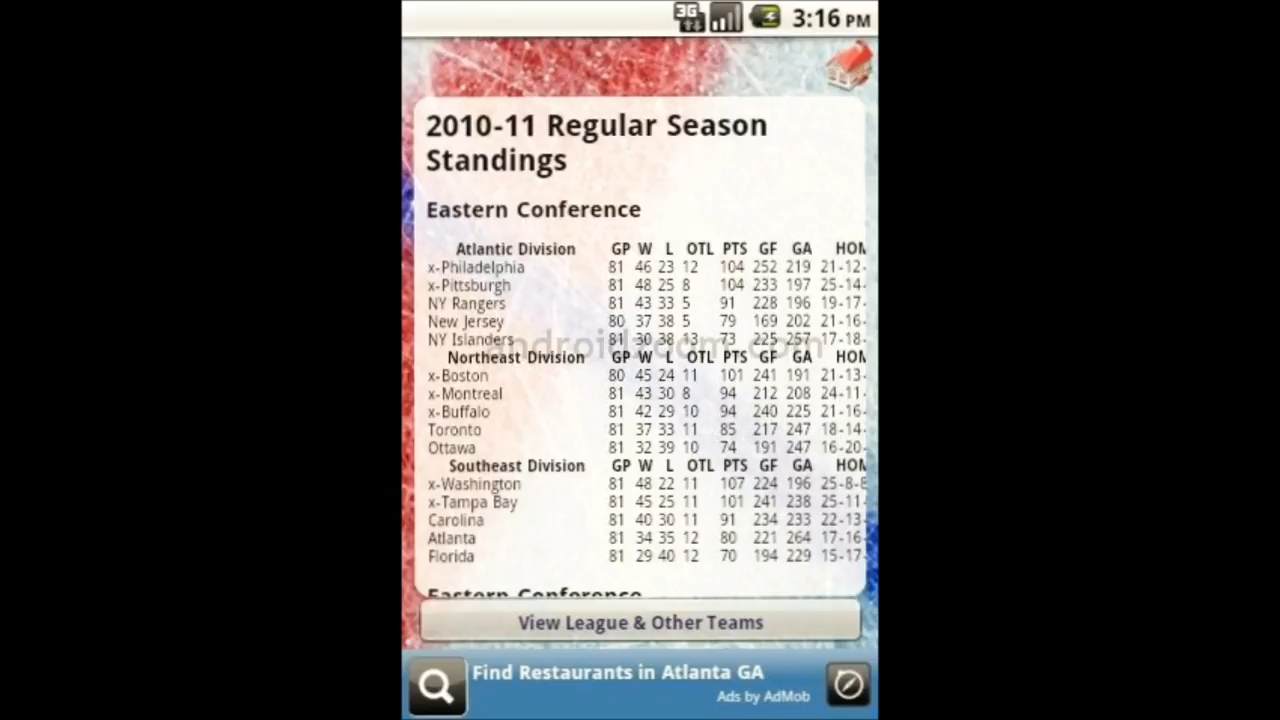 3G 3:16 PM
2010-11 Regular Season
Standings
Eastern Conference
Atlantic Division GP W L OTL PTS GF GA HOM
x-Philadelphia 81 46 23 12 104 252 219 21-12-
x-Pittsburgh 81 48 25 8 104 233 197 25-14-
NY Rangers 81 43 33 5 91 228 196 19-17-
New Jersey 80 37 38 5 79 169 202 21-16-
NY Islanders 81 30 38 13 73 225 257 17-18-
androidzoom.com
Northeast Division GP W L OTL PTS GF GA HOM
x-Boston 80 45 24 11 101 241 191 21-13-
x-Montreal 81 43 30 8 94 212 208 24-11-
x-Buffalo 81 42 29 10 94 240 225 21-16-
Toronto 81 37 33 11 85 217 247 18-14-
Ottawa 81 32 39 10 74 191 247 16-20-
Southeast Division GP W L OTL PTS GF GA HOM
x-Washington 81 48 22 11 107 224 196 25-8-8
x-Tampa Bay 81 45 25 11 101 241 238 25-11-
Carolina 81 40 30 11 91 234 233 22-13-
Atlanta 81 34 35 12 80 221 264 17-16-
Florida 81 29 40 12 70 194 229 15-17-
Eastern Conference
View League & Other Teams
Find Restaurants in Atlanta GA
Ads by AdMob